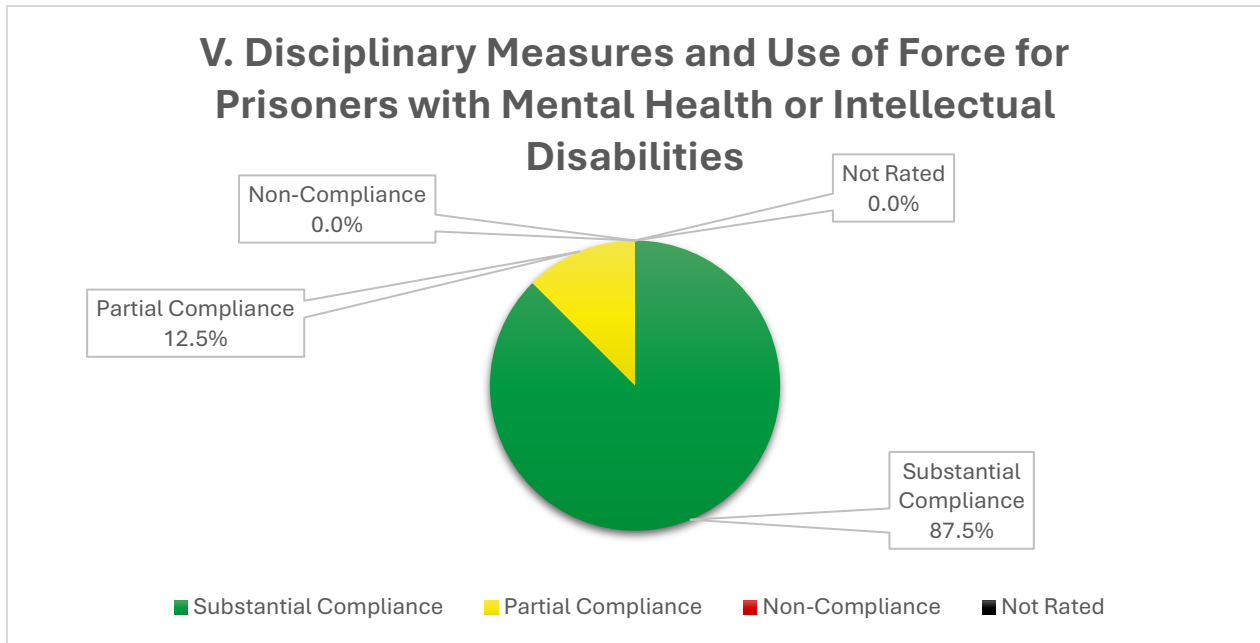 V. Disciplinary Measures and Use of Force for
Prisoners with Mental Health or Intellectual
Disabilities
Non-Compliance
0.0%
Not Rated
0.0%
Partial Compliance
12.5%
Substantial
Compliance
87.5%
Substantial Compliance
Partial Compliance
Non-Compliance
Not Rated